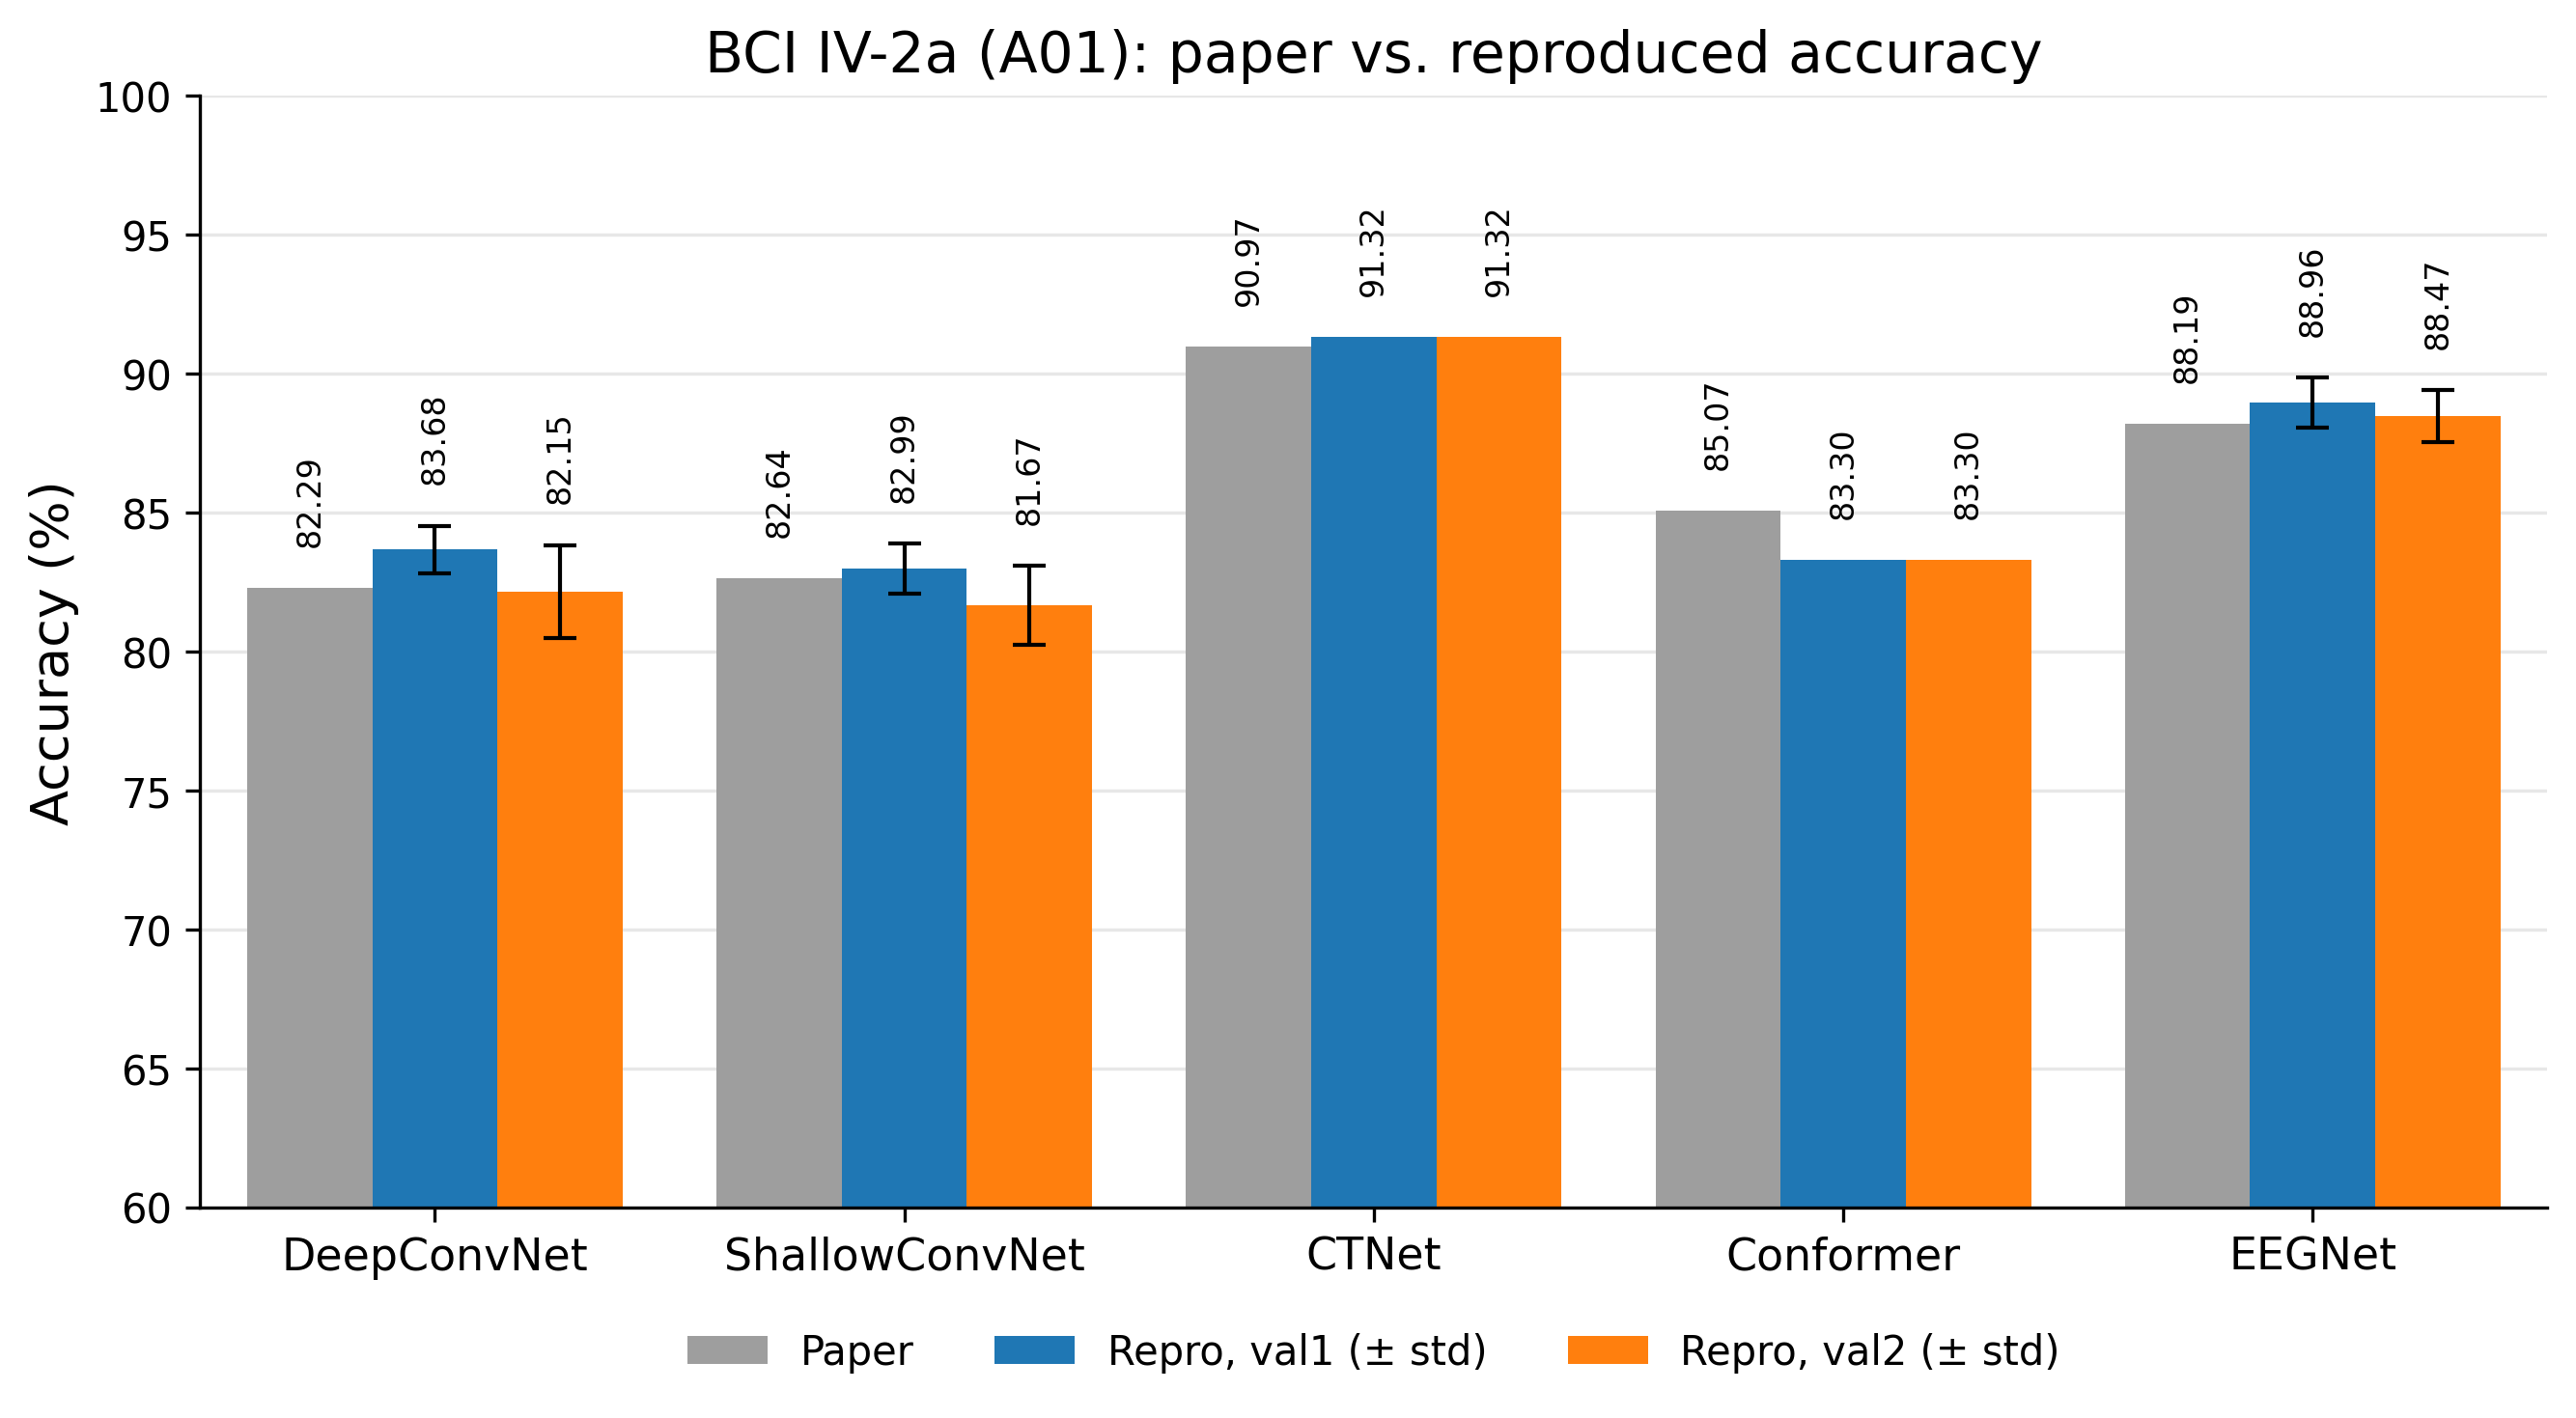 BCI IV-2a (A01): paper vs. reproduced accuracy
Accuracy (%)
100
95
90
85
80
75
70
65
60
82.29
83.68
82.15
82.64
82.99
81.67
90.97
91.32
91.32
85.07
83.30
83.30
88.19
88.96
88.47
DeepConvNet
ShallowConvNet
CTNet
Conformer
EEGNet
Paper
Repro, val1 (± std)
Repro, val2 (± std)